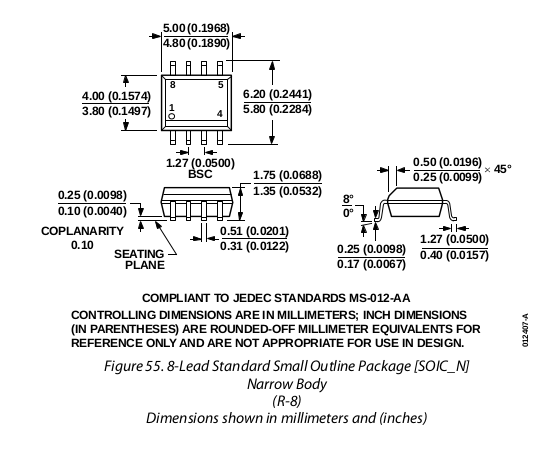 5.00 (0.1968)
4.80 (0.1890)
8
5
1
4
4.00 (0.1574)
3.80 (0.1497)
6.20 (0.2441)
5.80 (0.2284)
1.27 (0.0500)
BSC
1.75 (0.0688)
1.35 (0.0532)
0.50 (0.0196)
0.25 (0.0099)
× 45°
0.25 (0.0098)
0.10 (0.0040)
8°
0°
COPLANARITY
0.10
SEATING
PLANE
0.51 (0.0201)
0.31 (0.0122)
0.25 (0.0098)
0.17 (0.0067)
1.27 (0.0500)
0.40 (0.0157)
COMPLIANT TO JEDEC STANDARDS MS-012-AA
CONTROLLING DIMENSIONS ARE IN MILLIMETERS; INCH DIMENSIONS
(IN PARENTHESES) ARE ROUNDED-OFF MILLIMETER EQUIVALENTS FOR
REFERENCE ONLY AND ARE NOT APPROPRIATE FOR USE IN DESIGN.
012407-A
Figure 55. 8-Lead Standard Small Outline Package [SOIC_N]
Narrow Body
(R-8)
Dimensions shown in millimeters and (inches)